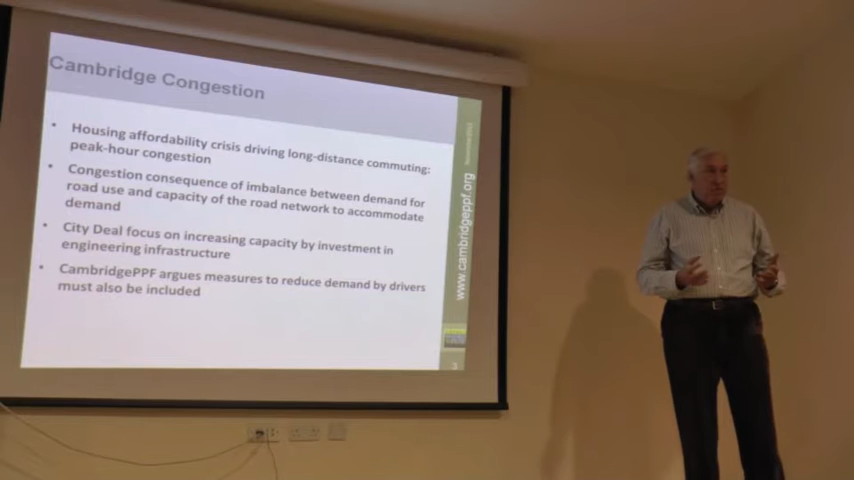 Cambridge Congestion
• Housing affordability crisis driving long-distance commuting:
peak-hour congestion
• Congestion consequence of imbalance between demand for
road use and capacity of the road network to accommodate
demand
• City Deal focus on increasing capacity by investment in
engineering infrastructure
• CambridgePPF argues measures to reduce demand by drivers
must also be included
www.cambridgeppf.org
3